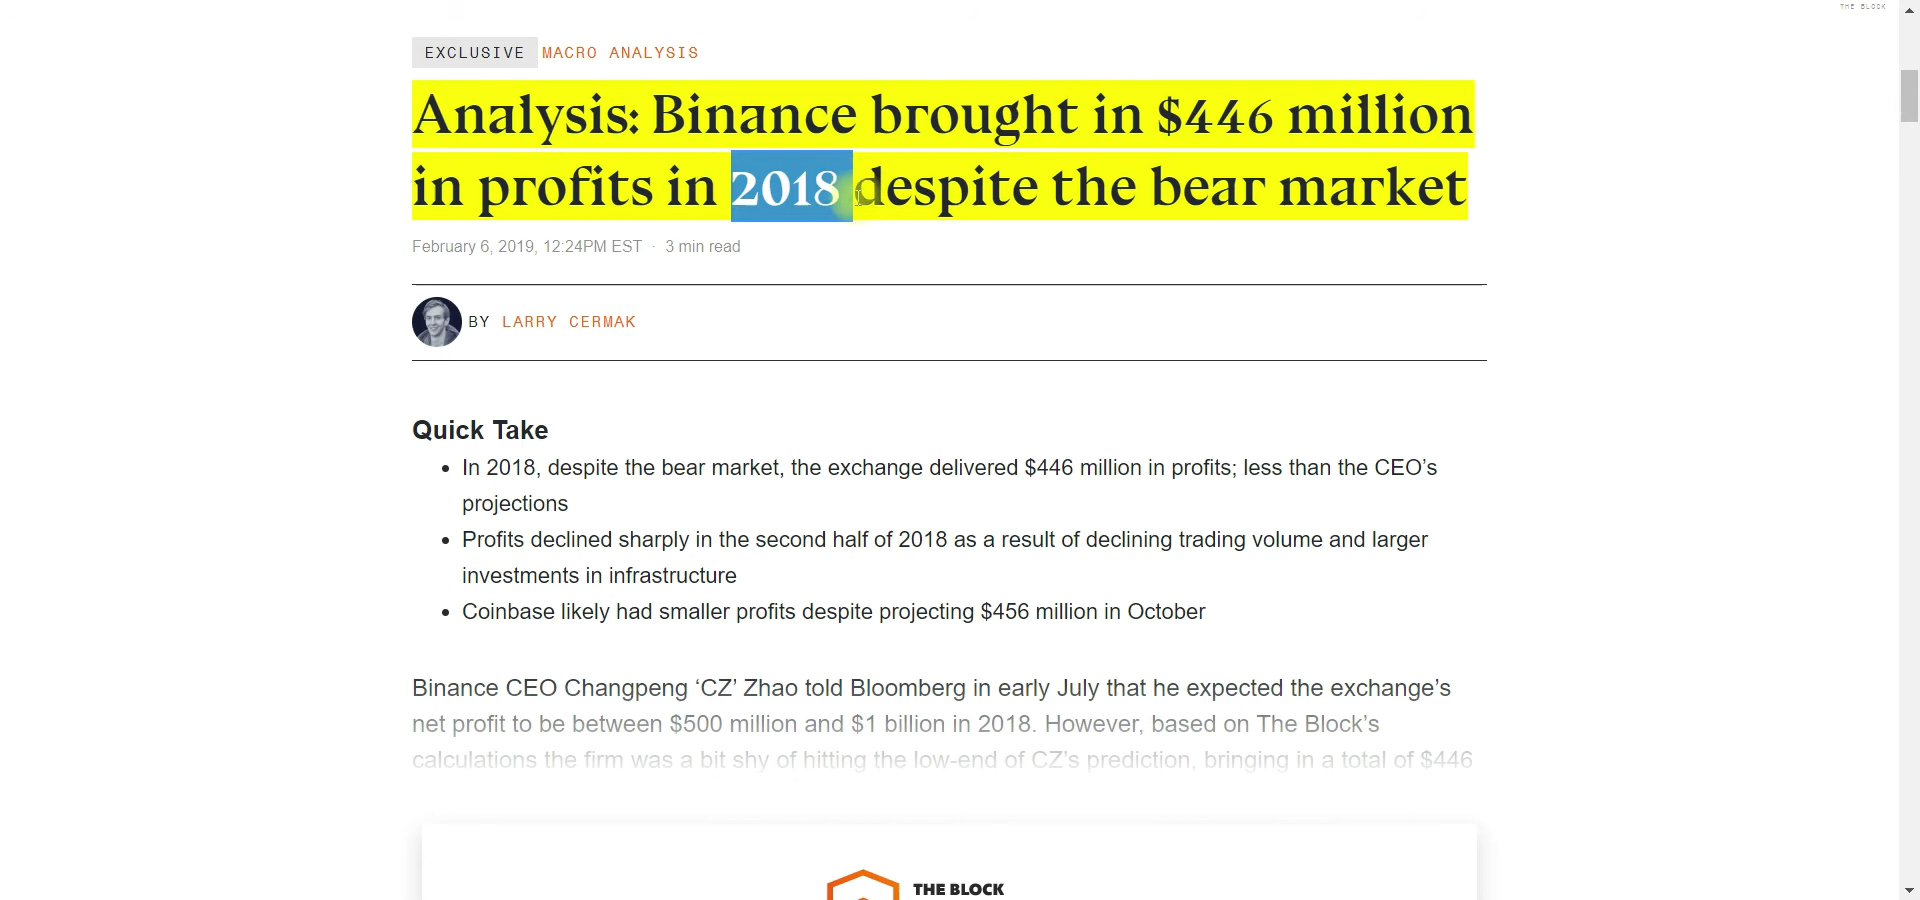 THE BLOCK
EXCLUSIVE MACRO ANALYSIS
Analysis: Binance brought in $446 million
in profits in 2018 despite the bear market
February 6, 2019, 12:24PM EST · 3 min read
BY LARRY CERMAK
Quick Take
• In 2018, despite the bear market, the exchange delivered $446 million in profits; less than the CEO’s
projections
• Profits declined sharply in the second half of 2018 as a result of declining trading volume and larger
investments in infrastructure
• Coinbase likely had smaller profits despite projecting $456 million in October
Binance CEO Changpeng ‘CZ’ Zhao told Bloomberg in early July that he expected the exchange’s
net profit to be between $500 million and $1 billion in 2018. However, based on The Block’s
calculations the firm was a bit shy of hitting the low-end of CZ’s prediction, bringing in a total of $446
THE BLOCK